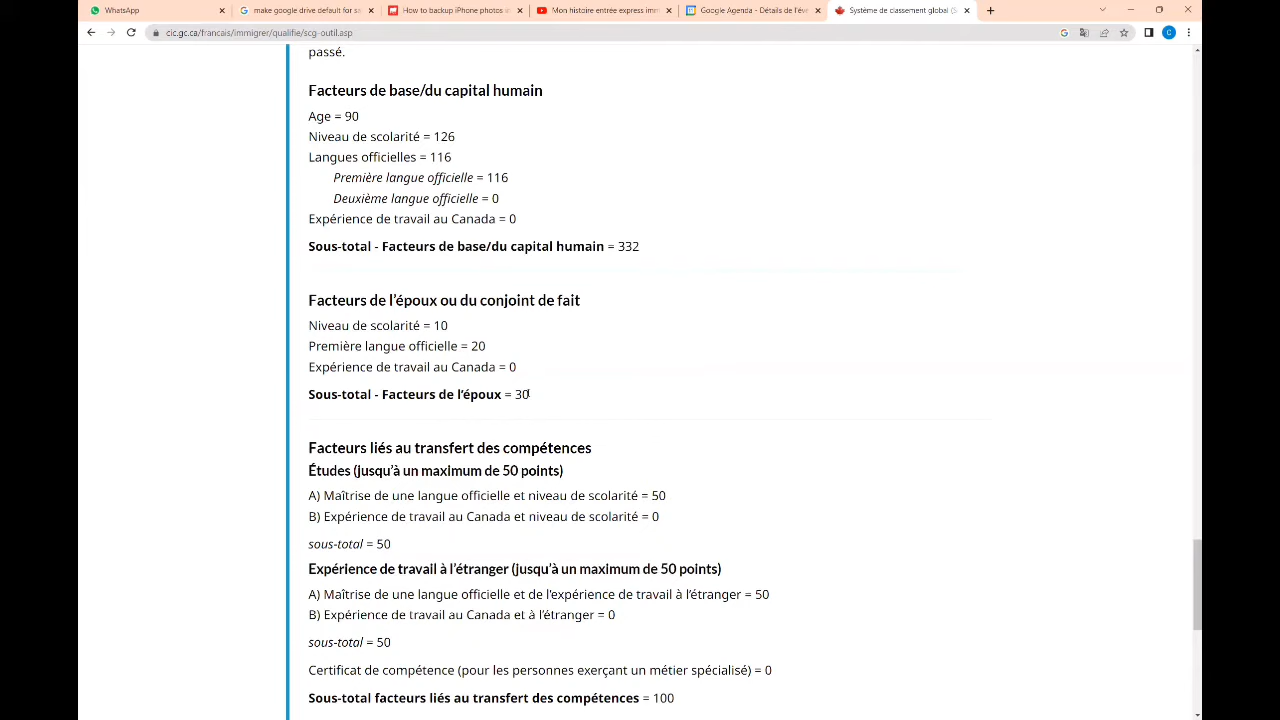 WhatsApp
make google drive default for sa
How to backup iPhone photos in
Mon histoire entrée express imm
Google Agenda - Détails de l'évé
Système de classement global (S
cic.gc.ca/francais/immigrer/qualifie/scg-outil.asp
C
passé.
Facteurs de base/du capital humain
Age = 90
Niveau de scolarité = 126
Langues officielles = 116
Première langue officielle = 116
Deuxième langue officielle = 0
Expérience de travail au Canada = 0
Sous-total - Facteurs de base/du capital humain = 332
Facteurs de l'époux ou du conjoint de fait
Niveau de scolarité = 10
Première langue officielle = 20
Expérience de travail au Canada = 0
Sous-total - Facteurs de l'époux = 30
Facteurs liés au transfert des compétences
Études (jusqu'à un maximum de 50 points)
A) Maîtrise de une langue officielle et niveau de scolarité = 50
B) Expérience de travail au Canada et niveau de scolarité = 0
sous-total = 50
Expérience de travail à l'étranger (jusqu'à un maximum de 50 points)
A) Maîtrise de une langue officielle et de l'expérience de travail à l'étranger = 50
B) Expérience de travail au Canada et à l'étranger = 0
sous-total = 50
Certificat de compétence (pour les personnes exerçant un métier spécialisé) = 0
Sous-total facteurs liés au transfert des compétences = 100